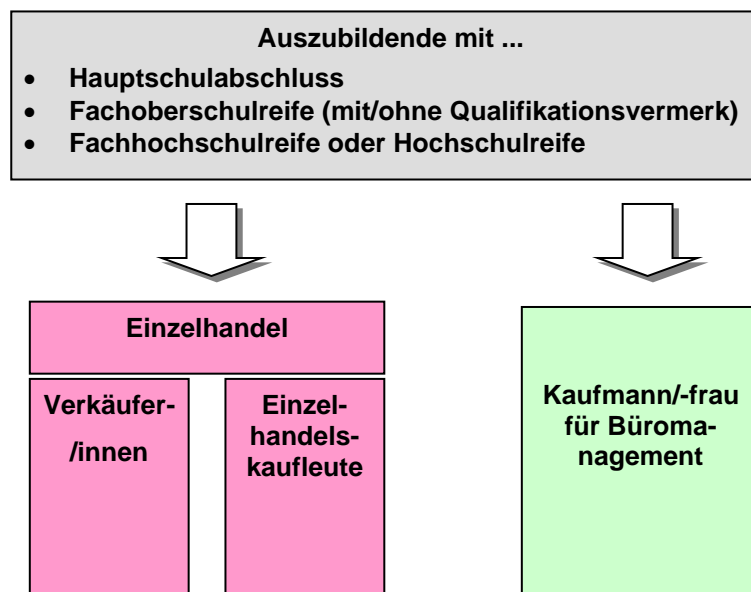 Auszubildende mit ...
• Hauptschulabschluss
• Fachoberschulreife (mit/ohne Qualifikationsvermerk)
• Fachhochschulreife oder Hochschulreife
Einzelhandel
Verkäufer-
/innen
Einzel-
handels-
kaufleute
Kaufmann/-frau
für Büroma-
nagement